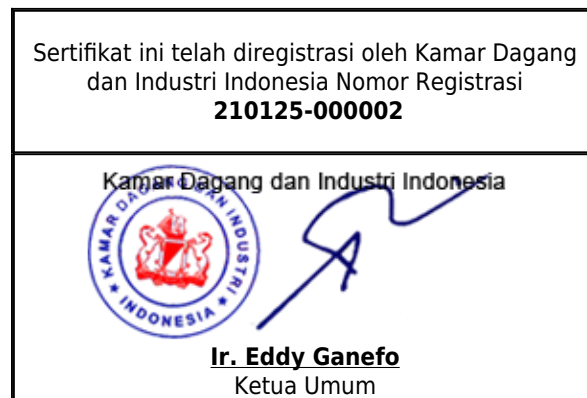 Sertifikat ini telah diregistrasi oleh Kamar Dagang
dan Industri Indonesia Nomor Registrasi
210125-000002
Kamar Dagang dan Industri Indonesia
KAMAR DAGANG DAN INDUSTRI
INDONESIA
Ir. Eddy Ganefo
Ketua Umum